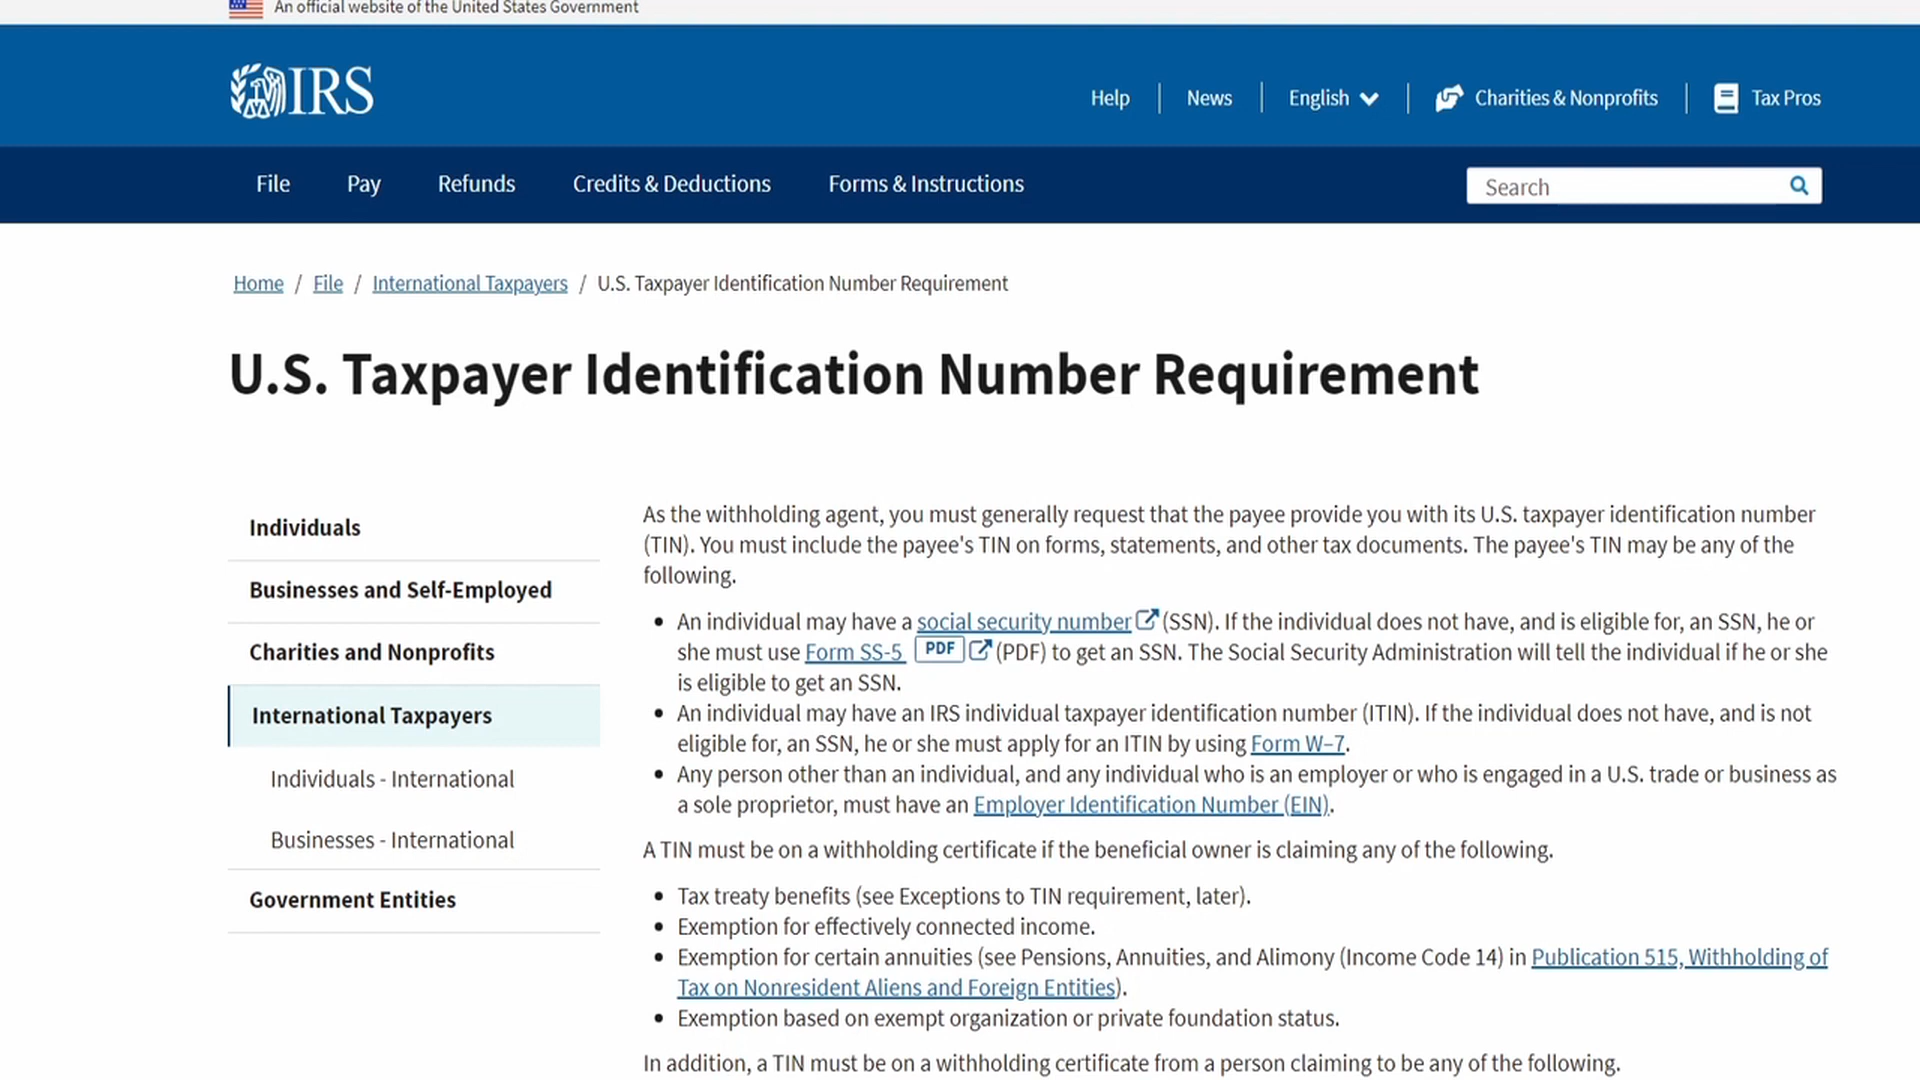 An official website of the United States Government
IRS
Help
News
English
Charities & Nonprofits
Tax Pros
File
Pay
Refunds
Credits & Deductions
Forms & Instructions
Search
Home / File / International Taxpayers / U.S. Taxpayer Identification Number Requirement
U.S. Taxpayer Identification Number Requirement
Individuals
Businesses and Self-Employed
Charities and Nonprofits
International Taxpayers
Individuals - International
Businesses - International
Government Entities
As the withholding agent, you must generally request that the payee provide you with its U.S. taxpayer identification number
(TIN). You must include the payee's TIN on forms, statements, and other tax documents. The payee's TIN may be any of the
following.
• An individual may have a social security number (SSN). If the individual does not have, and is eligible for, an SSN, he or
she must use Form SS-5 PDF (PDF) to get an SSN. The Social Security Administration will tell the individual if he or she
is eligible to get an SSN.
• An individual may have an IRS individual taxpayer identification number (ITIN). If the individual does not have, and is not
eligible for, an SSN, he or she must apply for an ITIN by using Form W–7.
• Any person other than an individual, and any individual who is an employer or who is engaged in a U.S. trade or business as
a sole proprietor, must have an Employer Identification Number (EIN).
A TIN must be on a withholding certificate if the beneficial owner is claiming any of the following.
• Tax treaty benefits (see Exceptions to TIN requirement, later).
• Exemption for effectively connected income.
• Exemption for certain annuities (see Pensions, Annuities, and Alimony (Income Code 14) in Publication 515, Withholding of
Tax on Nonresident Aliens and Foreign Entities).
• Exemption based on exempt organization or private foundation status.
In addition, a TIN must be on a withholding certificate from a person claiming to be any of the following.